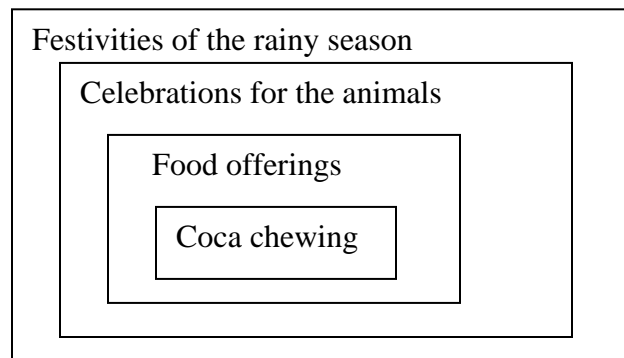 Festivities of the rainy season
Celebrations for the animals
Food offerings
Coca chewing